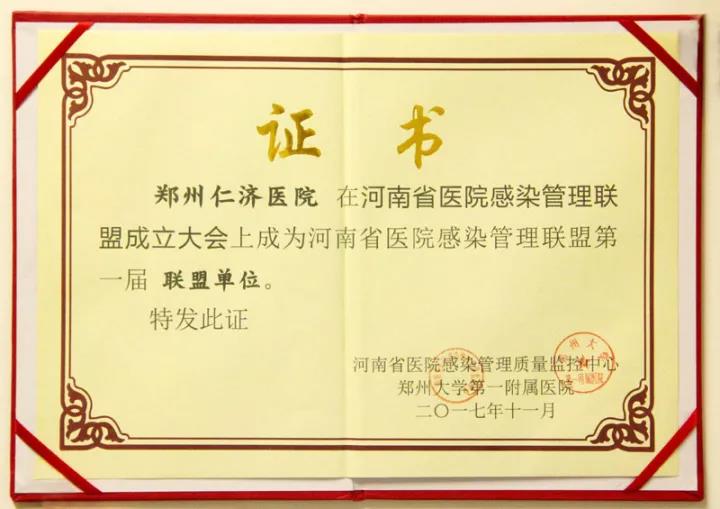 证书
郑州仁济医院 在河南省医院感染管理联
盟成立大会上成为河南省医院感染管理联盟第
一届 联盟单位。
特发此证
河南省医院感染管理质量监控中心
郑州大学第一附属医院
二〇一七年十一月